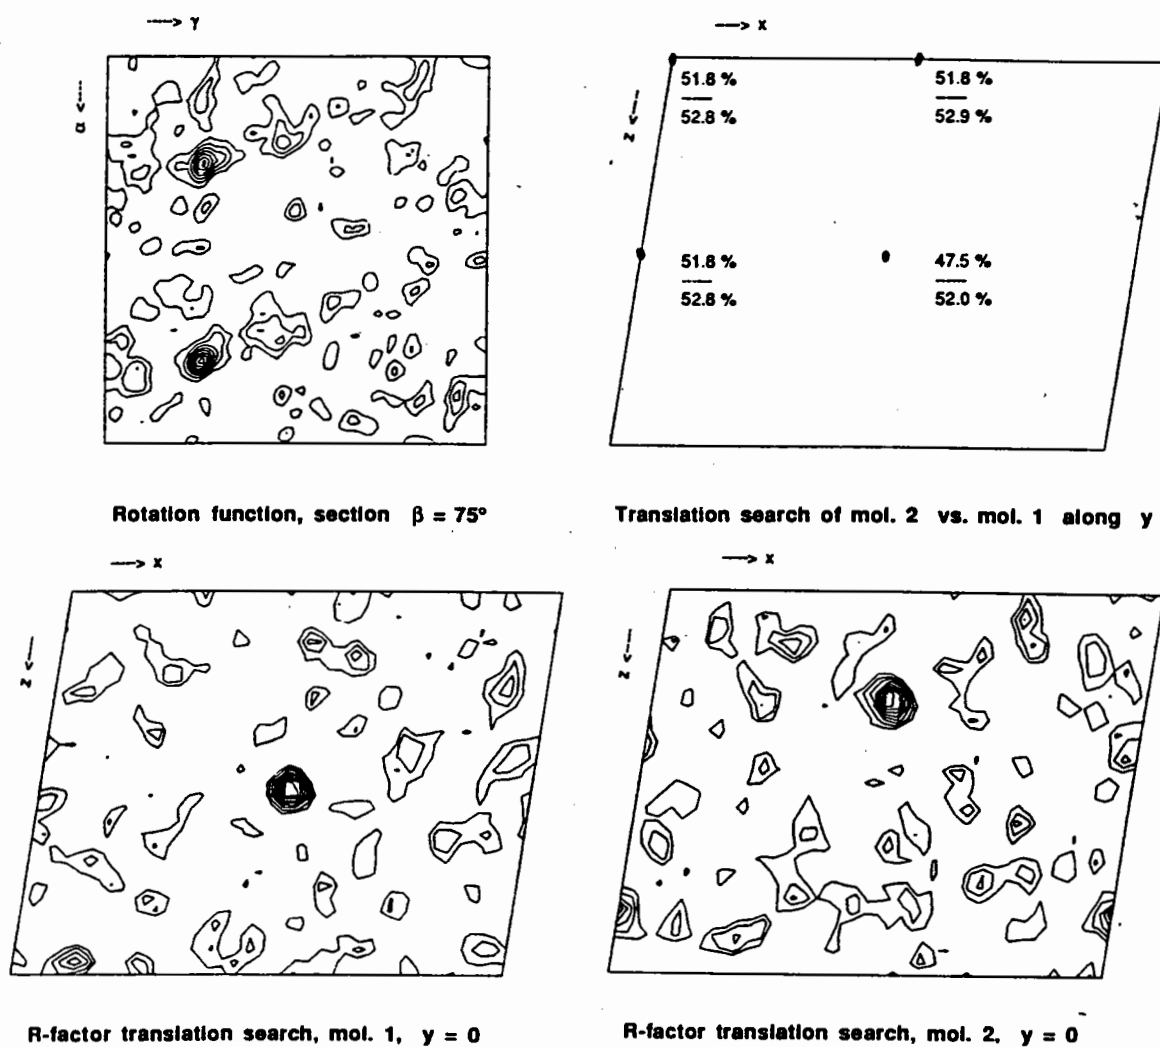 ----> γ
----> x
----> α
----> z
51.8 %
52.8 %
51.8 %
52.9 %
51.8 %
52.8 %
47.5 %
52.0 %
Rotation function, section β = 75°
Translation search of mol. 2 vs. mol. 1 along y
----> x
----> x
----> z
----> z
R-factor translation search, mol. 1, y = 0
R-factor translation search, mol. 2, y = 0